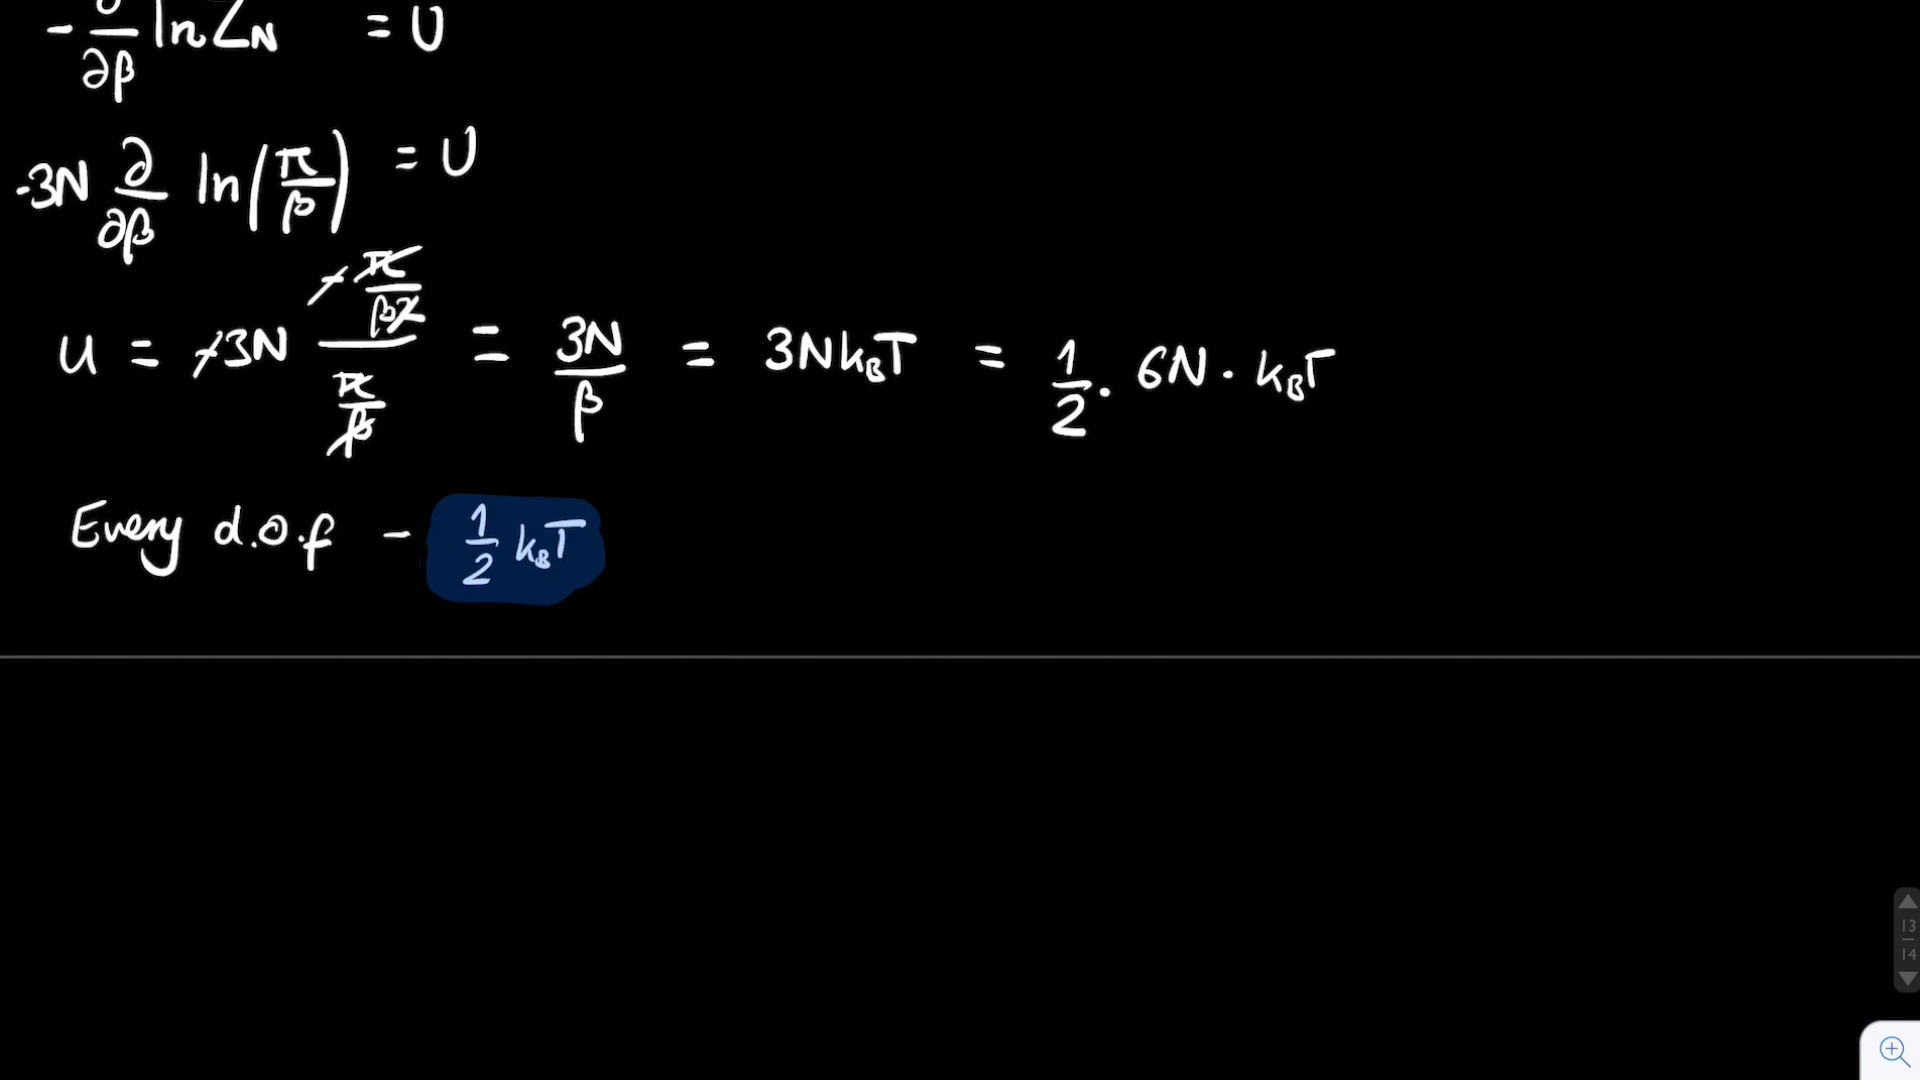 -∂/∂β ln Z_N = U
-3N ∂/∂β ln(π/β) = U
U = -3N (-π/β²)/(π/β) = 3N/β = 3Nk_BT = 1/2 · 6N · k_BT
Every d.o.f - 1/2 k_BT
13
14